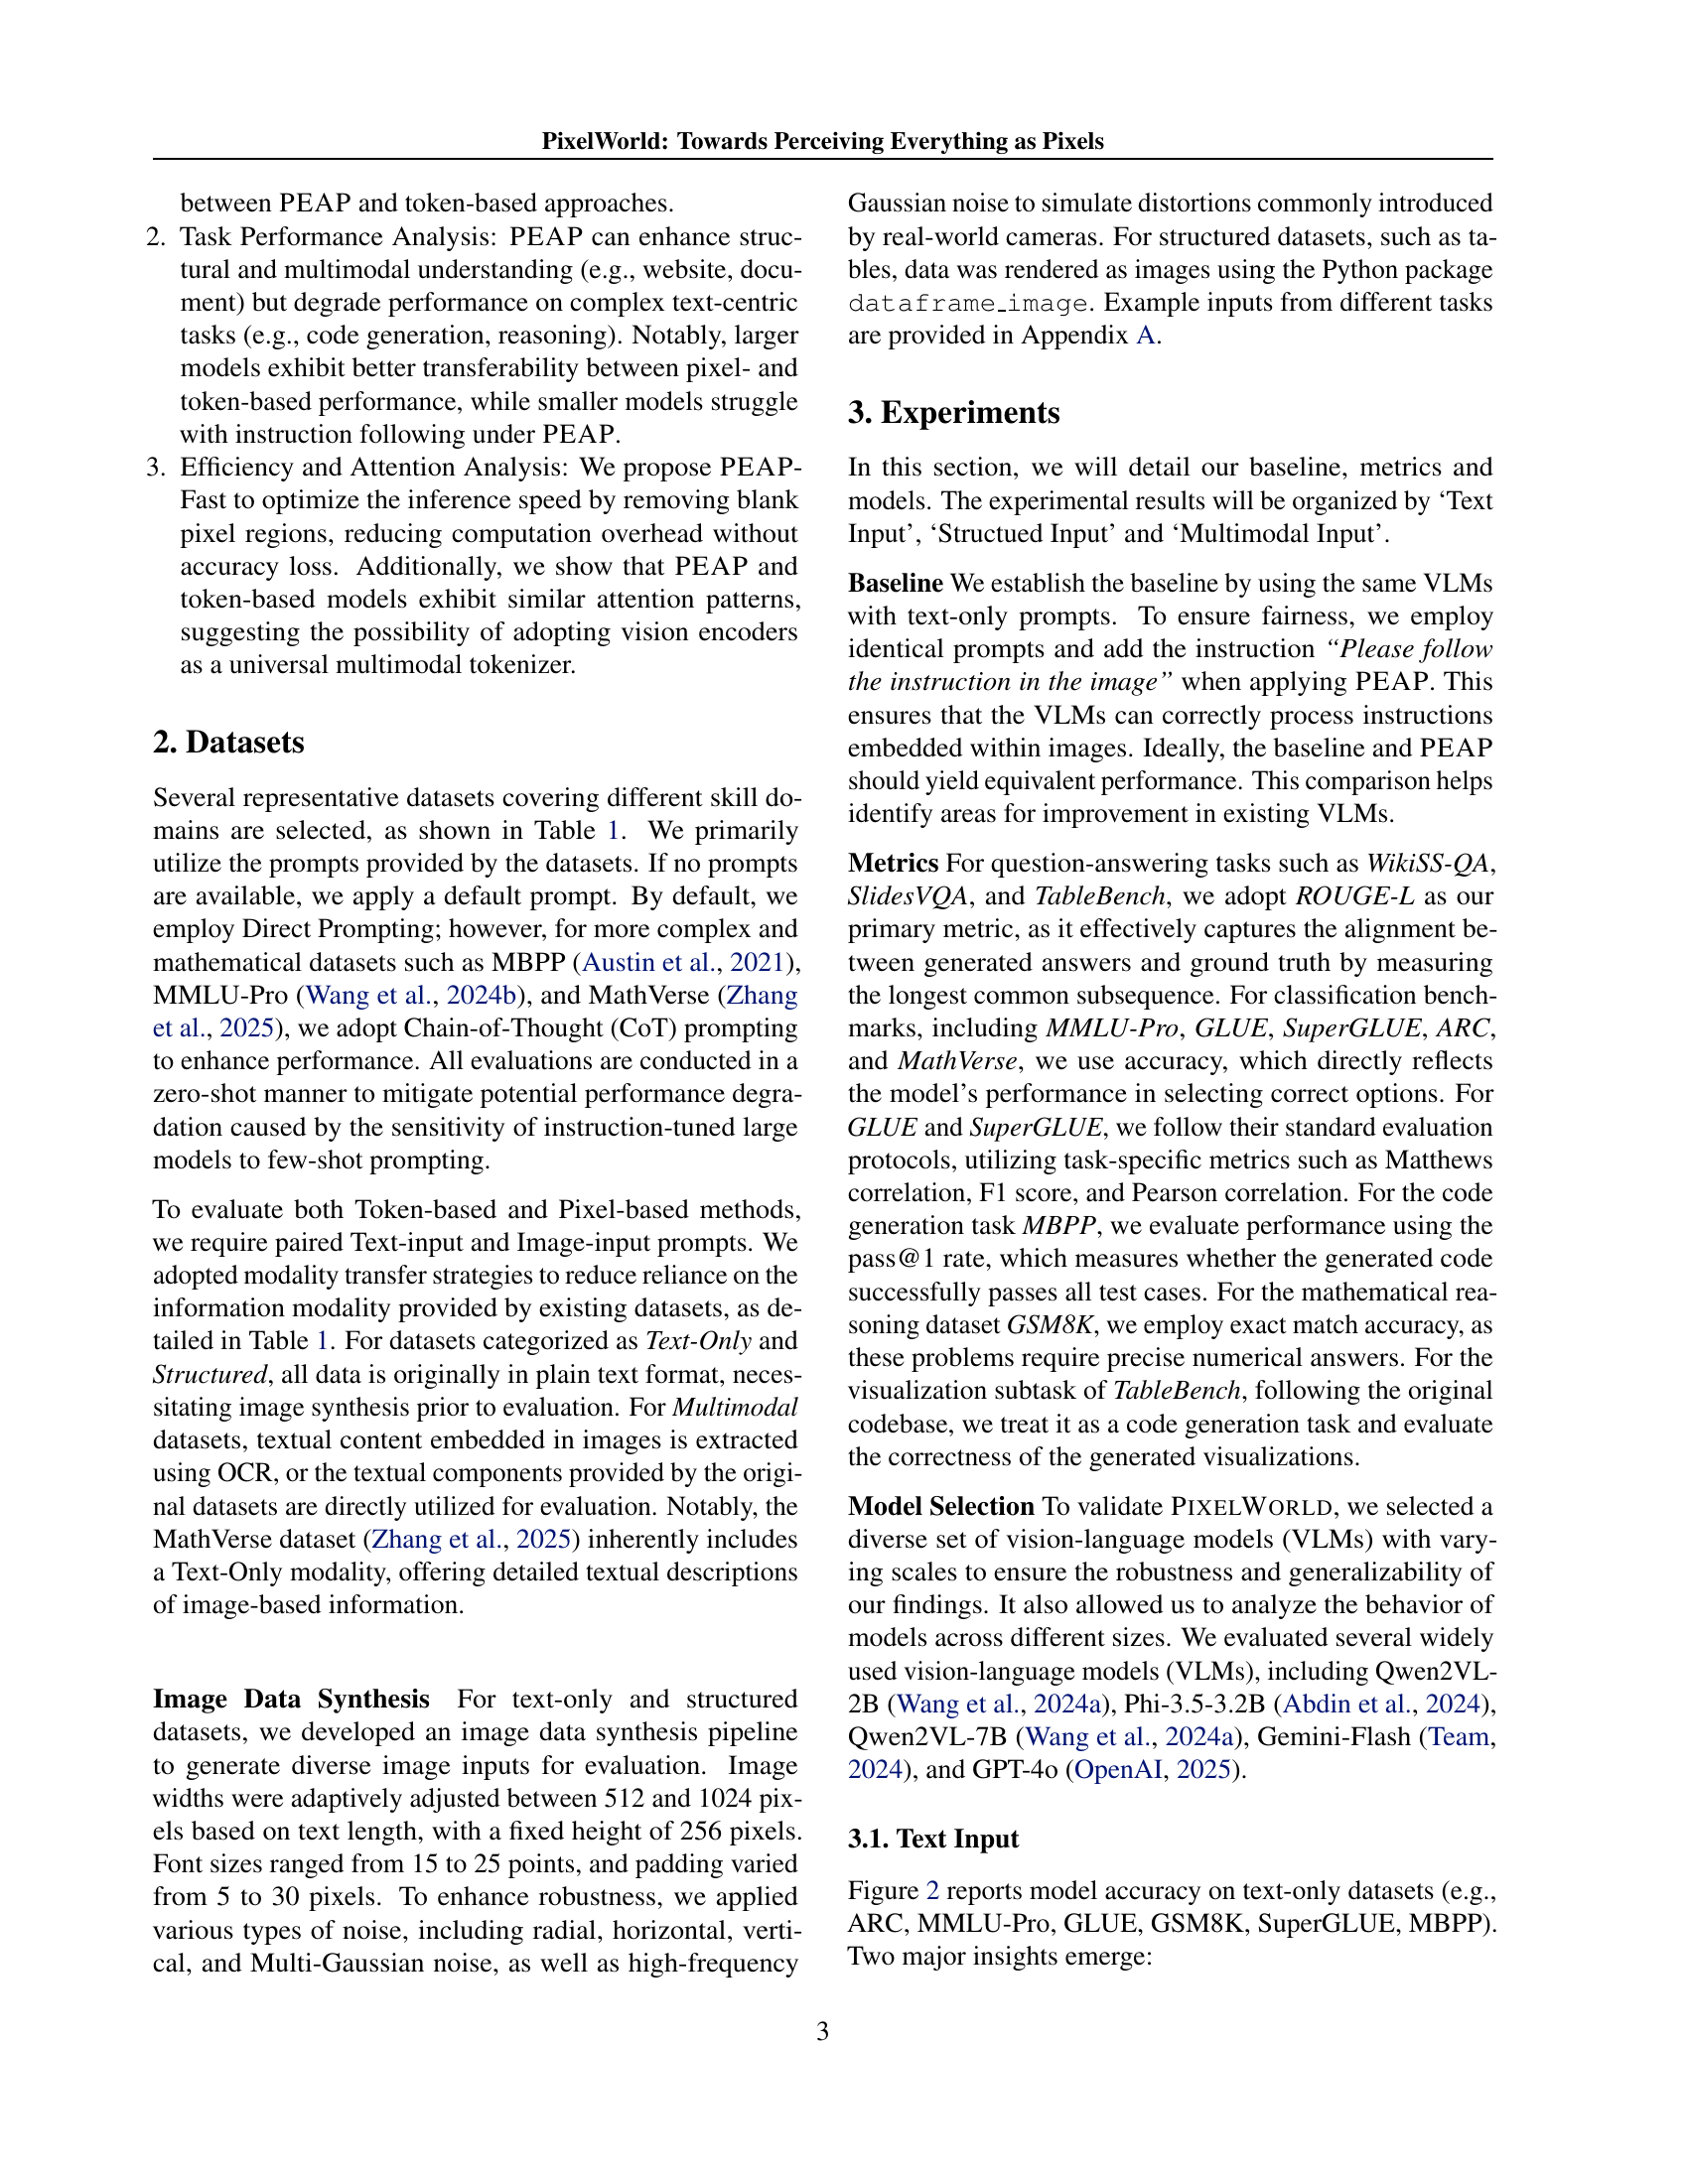 PixelWorld: Towards Perceiving Everything as Pixels
between PEAP and token-based approaches.
2. Task Performance Analysis: PEAP can enhance struc-
tural and multimodal understanding (e.g., website, docu-
ment) but degrade performance on complex text-centric
tasks (e.g., code generation, reasoning). Notably, larger
models exhibit better transferability between pixel- and
token-based performance, while smaller models struggle
with instruction following under PEAP.
3. Efficiency and Attention Analysis: We propose PEAP-
Fast to optimize the inference speed by removing blank
pixel regions, reducing computation overhead without
accuracy loss. Additionally, we show that PEAP and
token-based models exhibit similar attention patterns,
suggesting the possibility of adopting vision encoders
as a universal multimodal tokenizer.
2. Datasets
Several representative datasets covering different skill do-
mains are selected, as shown in Table 1. We primarily
utilize the prompts provided by the datasets. If no prompts
are available, we apply a default prompt. By default, we
employ Direct Prompting; however, for more complex and
mathematical datasets such as MBPP (Austin et al., 2021),
MMLU-Pro (Wang et al., 2024b), and MathVerse (Zhang
et al., 2025), we adopt Chain-of-Thought (CoT) prompting
to enhance performance. All evaluations are conducted in a
zero-shot manner to mitigate potential performance degra-
dation caused by the sensitivity of instruction-tuned large
models to few-shot prompting.
To evaluate both Token-based and Pixel-based methods,
we require paired Text-input and Image-input prompts. We
adopted modality transfer strategies to reduce reliance on the
information modality provided by existing datasets, as de-
tailed in Table 1. For datasets categorized as Text-Only and
Structured, all data is originally in plain text format, neces-
sitating image synthesis prior to evaluation. For Multimodal
datasets, textual content embedded in images is extracted
using OCR, or the textual components provided by the origi-
nal datasets are directly utilized for evaluation. Notably, the
MathVerse dataset (Zhang et al., 2025) inherently includes
a Text-Only modality, offering detailed textual descriptions
of image-based information.
Image Data Synthesis For text-only and structured
datasets, we developed an image data synthesis pipeline
to generate diverse image inputs for evaluation. Image
widths were adaptively adjusted between 512 and 1024 pix-
els based on text length, with a fixed height of 256 pixels.
Font sizes ranged from 15 to 25 points, and padding varied
from 5 to 30 pixels. To enhance robustness, we applied
various types of noise, including radial, horizontal, verti-
cal, and Multi-Gaussian noise, as well as high-frequency
Gaussian noise to simulate distortions commonly introduced
by real-world cameras. For structured datasets, such as ta-
bles, data was rendered as images using the Python package
dataframe_image. Example inputs from different tasks
are provided in Appendix A.
3. Experiments
In this section, we will detail our baseline, metrics and
models. The experimental results will be organized by ‘Text
Input’, ‘Structued Input’ and ‘Multimodal Input’.
Baseline We establish the baseline by using the same VLMs
with text-only prompts. To ensure fairness, we employ
identical prompts and add the instruction “Please follow
the instruction in the image” when applying PEAP. This
ensures that the VLMs can correctly process instructions
embedded within images. Ideally, the baseline and PEAP
should yield equivalent performance. This comparison helps
identify areas for improvement in existing VLMs.
Metrics For question-answering tasks such as WikiSS-QA,
SlidesVQA, and TableBench, we adopt ROUGE-L as our
primary metric, as it effectively captures the alignment be-
tween generated answers and ground truth by measuring
the longest common subsequence. For classification bench-
marks, including MMLU-Pro, GLUE, SuperGLUE, ARC,
and MathVerse, we use accuracy, which directly reflects
the model’s performance in selecting correct options. For
GLUE and SuperGLUE, we follow their standard evaluation
protocols, utilizing task-specific metrics such as Matthews
correlation, F1 score, and Pearson correlation. For the code
generation task MBPP, we evaluate performance using the
pass@1 rate, which measures whether the generated code
successfully passes all test cases. For the mathematical rea-
soning dataset GSM8K, we employ exact match accuracy, as
these problems require precise numerical answers. For the
visualization subtask of TableBench, following the original
codebase, we treat it as a code generation task and evaluate
the correctness of the generated visualizations.
Model Selection To validate PIXELWORLD, we selected a
diverse set of vision-language models (VLMs) with vary-
ing scales to ensure the robustness and generalizability of
our findings. It also allowed us to analyze the behavior of
models across different sizes. We evaluated several widely
used vision-language models (VLMs), including Qwen2VL-
2B (Wang et al., 2024a), Phi-3.5-3.2B (Abdin et al., 2024),
Qwen2VL-7B (Wang et al., 2024a), Gemini-Flash (Team,
2024), and GPT-4o (OpenAI, 2025).
3.1. Text Input
Figure 2 reports model accuracy on text-only datasets (e.g.,
ARC, MMLU-Pro, GLUE, GSM8K, SuperGLUE, MBPP).
Two major insights emerge:
3